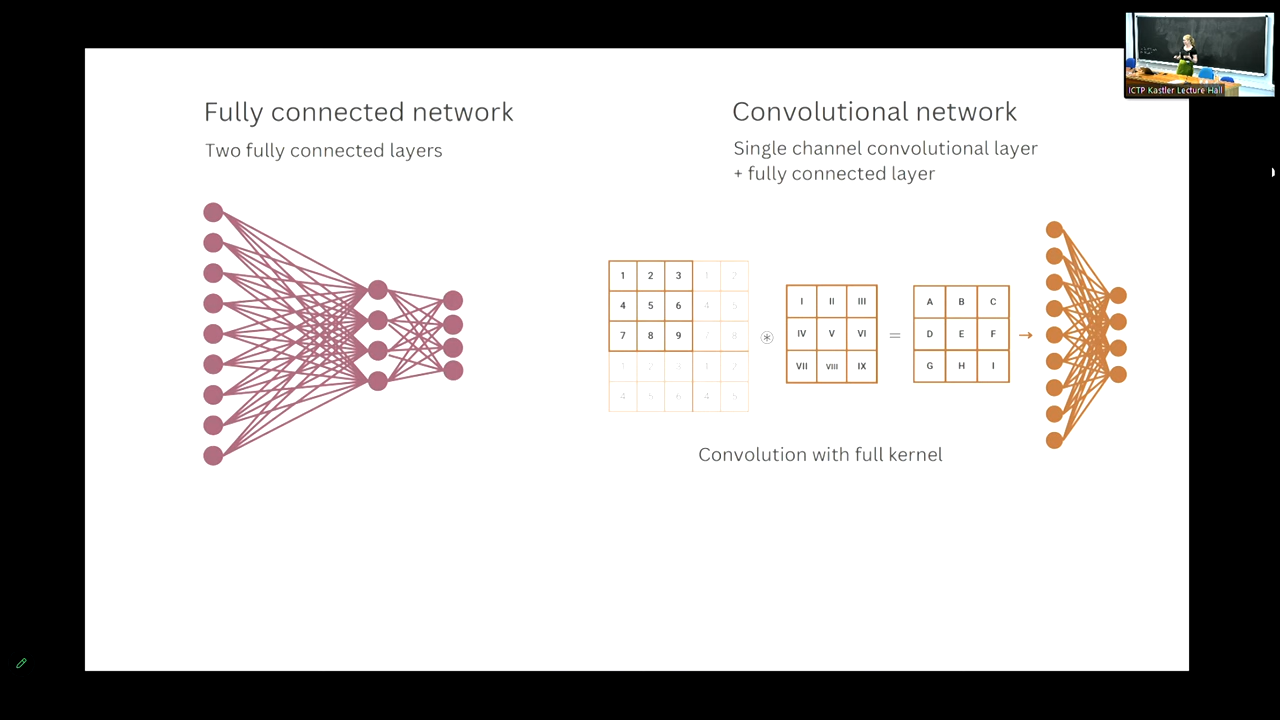 ICTP Kastler Lecture Hall
Fully connected network
Two fully connected layers
Convolutional network
Single channel convolutional layer
+ fully connected layer
1 2 3 1 2
4 5 6 4 5
7 8 9 7 8
1 2 3 1 2
4 5 6 4 5
⊛
I II III
IV V VI
VII VIII IX
=
A B C
D E F
G H I
→
Convolution with full kernel